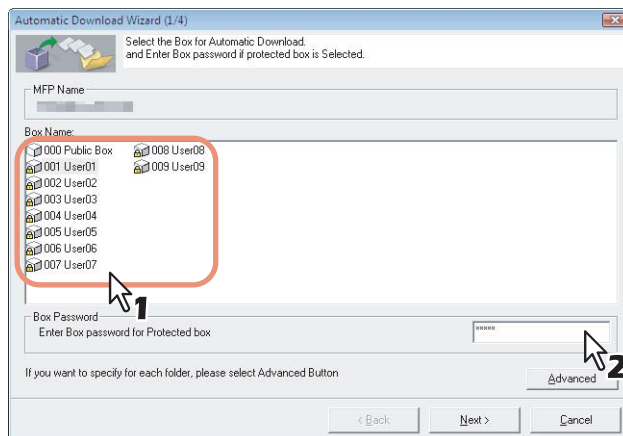 Automatic Download Wizard (1/4)
Select the Box for Automatic Download.
and Enter Box password if protected box is Selected.
MFP Name
Box Name:
000 Public Box
001 User01
002 User02
003 User03
004 User04
005 User05
006 User06
007 User07
008 User08
009 User09
1
Box Password
Enter Box password for Protected box
*****
2
If you want to specify for each folder, please select Advanced Button
Advanced
< Back
Next >
Cancel